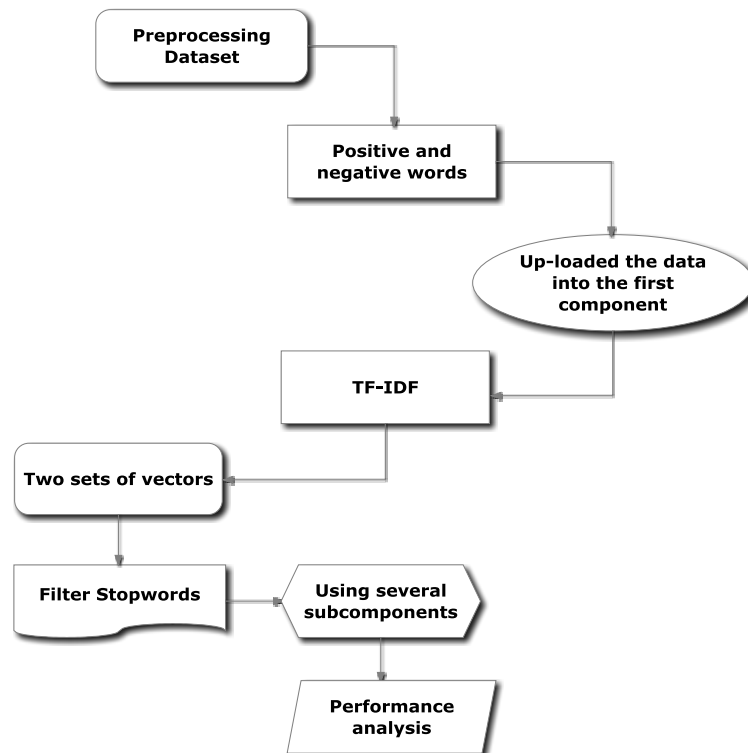 Preprocessing
Dataset
Positive and
negative words
Up-loaded the data
into the first
component
TF-IDF
Two sets of vectors
Filter Stopwords
Using several
subcomponents
Performance
analysis